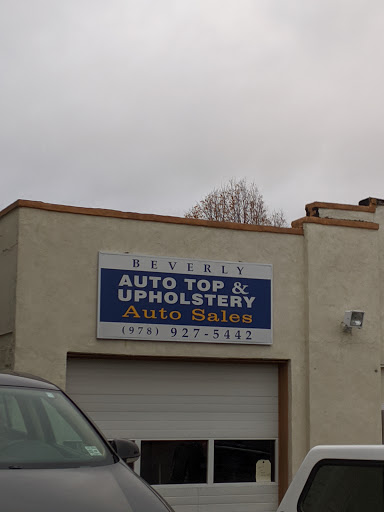 BEVERLY
AUTO TOP &
UPHOLSTERY
Auto Sales
(978) 927-5442